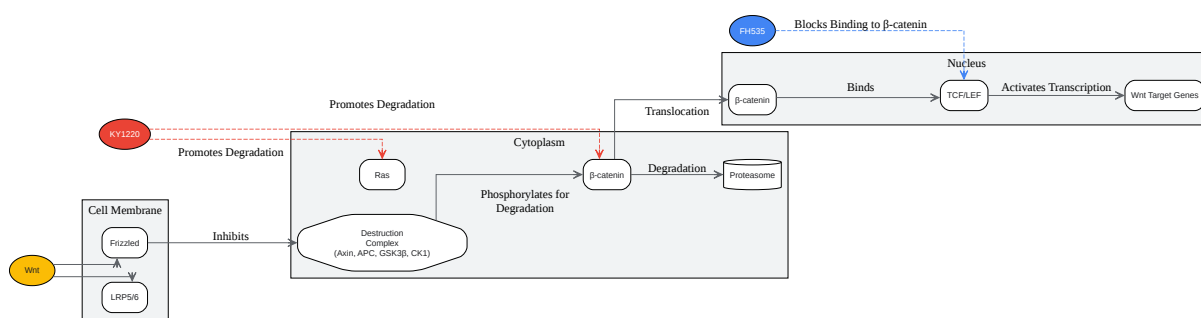 FH535
Blocks Binding to β-catenin
Nucleus
β-catenin
Binds
TCF/LEF
Activates Transcription
Wnt Target Genes
Translocation
Promotes Degradation
KY1220
Promotes Degradation
Cytoplasm
Ras
β-catenin
Degradation
Proteasome
Phosphorylates for
Degradation
Cell Membrane
Frizzled
Inhibits
Destruction
Complex
(Axin, APC, GSK3β, CK1)
Wnt
LRP5/6